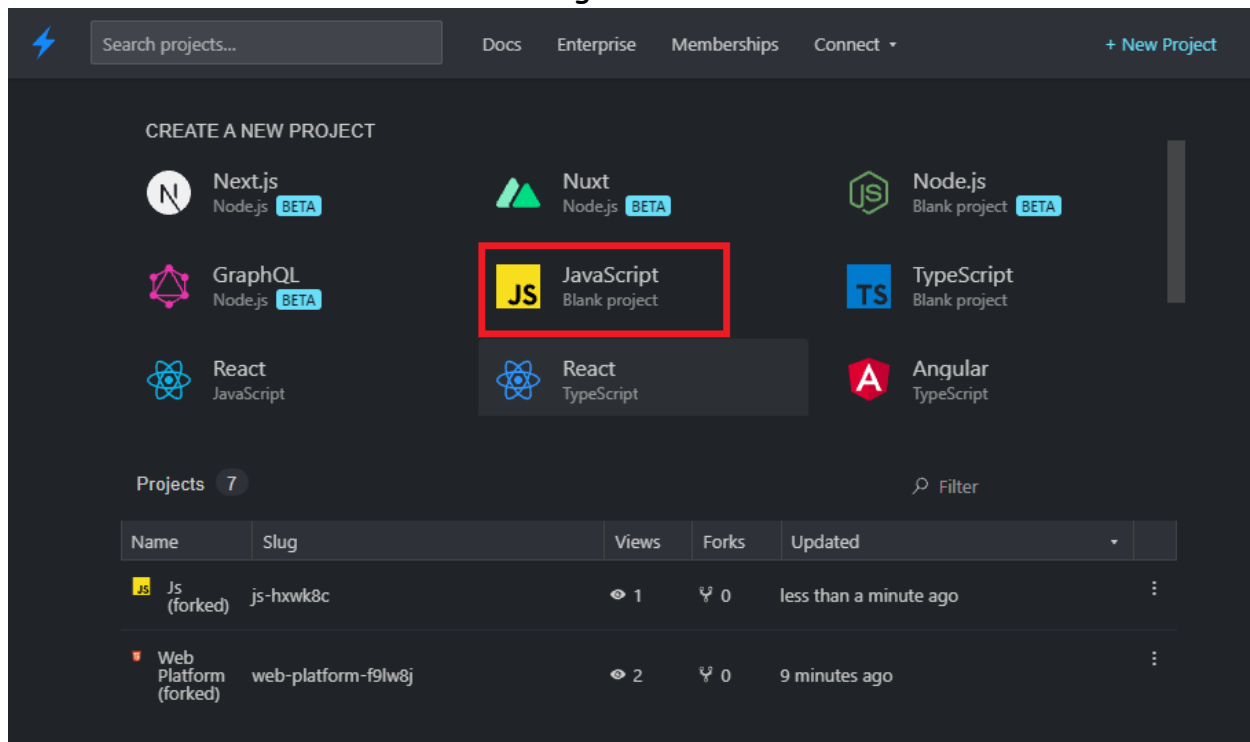 Search projects...
Docs
Enterprise
Memberships
Connect
+ New Project
CREATE A NEW PROJECT
N
Next.js
Node.js BETA
Nuxt
Node.js BETA
JS
Node.js
Blank project BETA
GraphQL
Node.js BETA
JS
JavaScript
Blank project
TS
TypeScript
Blank project
React
JavaScript
React
TypeScript
A
Angular
TypeScript
Projects 7
Filter
Name Slug Views Forks Updated
JS
Js
(forked)
js-hxwk8c
1
0
less than a minute ago
Web
Platform
(forked)
web-platform-f9lw8j
2
0
9 minutes ago